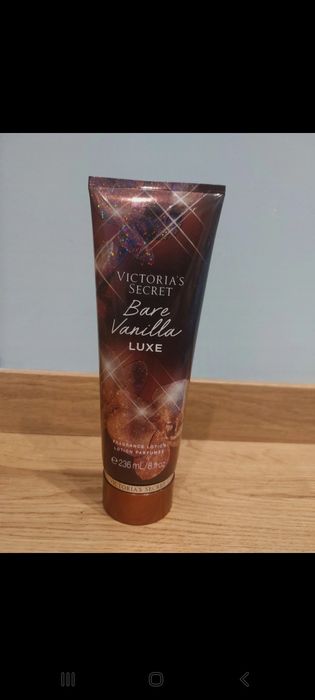 VICTORIA'S
SECRET
Bare
Vanilla
LUXE
FRAGRANCE LOTION
LOTION PARFUMÉE
℮ 236 mL/8 fl oz
VICTORIA'S SECRET